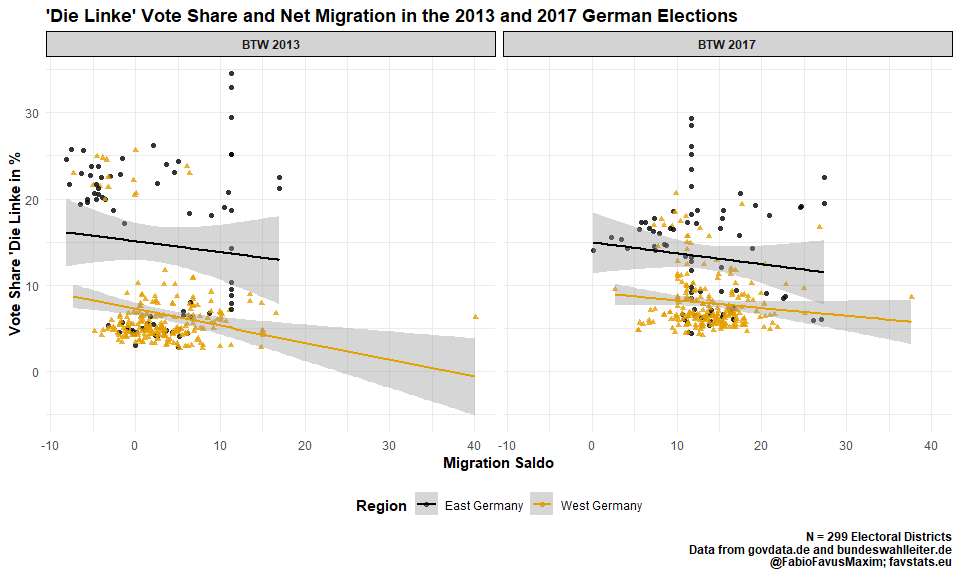 'Die Linke' Vote Share and Net Migration in the 2013 and 2017 German Elections
BTW 2013
BTW 2017
Vote Share 'Die Linke in %
30
20
10
0
-10 0 10 20 30 40
-10 0 10 20 30 40
Migration Saldo
Region East Germany West Germany
N = 299 Electoral Districts
Data from govdata.de and bundeswahlleiter.de
@FabioFavusMaxim; favstats.eu